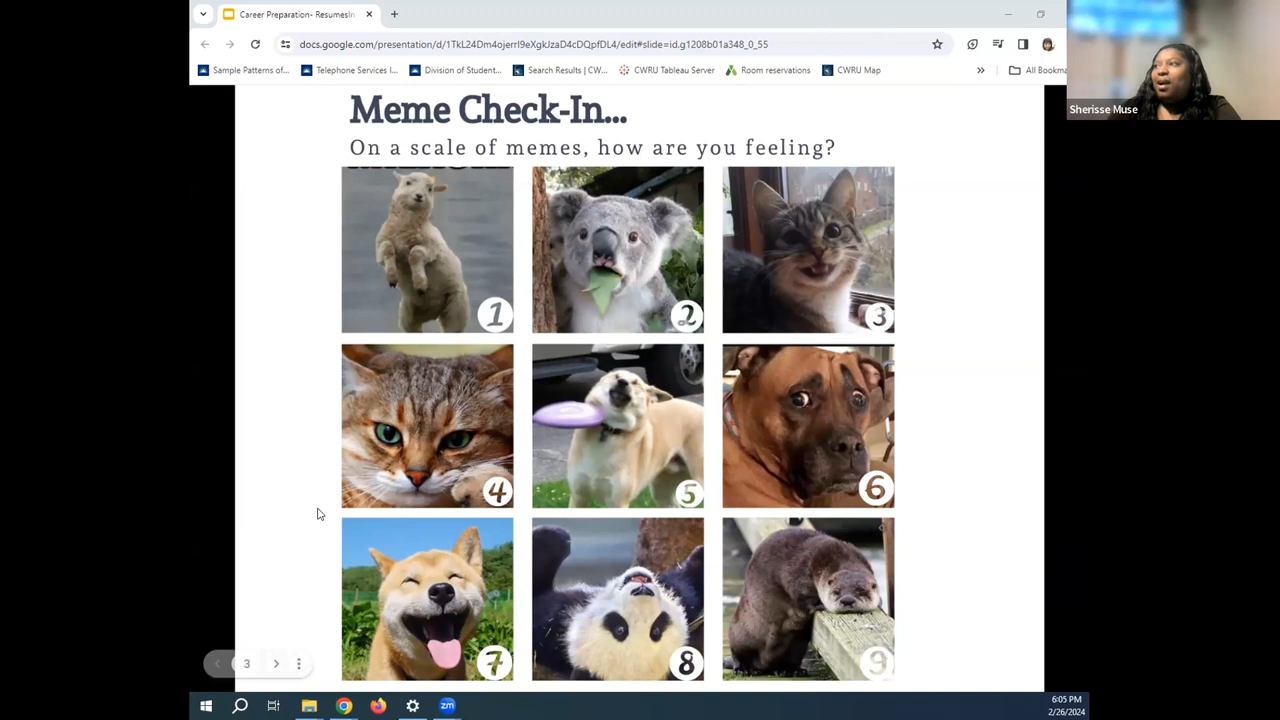 Career Preparation- ResumesIn
docs.google.com/presentation/d/1TkL24Dm4ojerrI9eXgkJzaD4cDQpfDL4/edit#slide=id.g1208b01a348_0_55
Sample Patterns of... Telephone Services I... Division of Student... Search Results | CW... CWRU Tableau Server Room reservations CWRU Map » All Bookma
Sherisse Muse
Meme Check-In...
On a scale of memes, how are you feeling?
1 2 3
4 5 6
7 8 9
3
zm
6:05 PM
2/26/2024